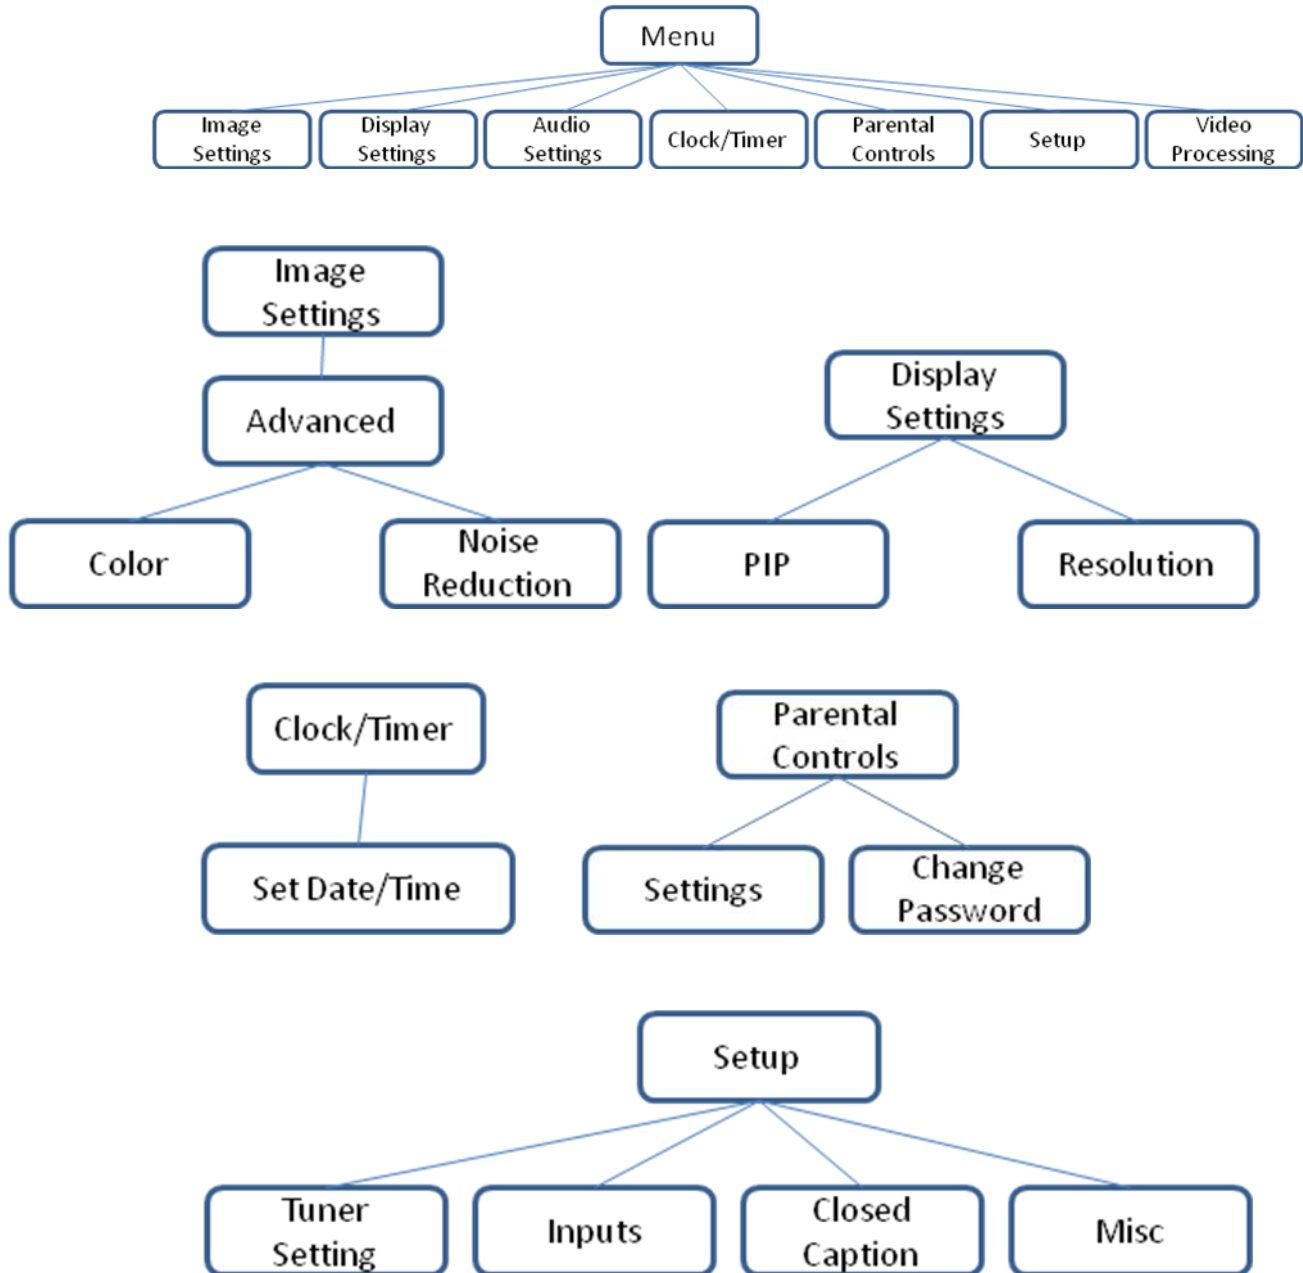 Menu
Image
Settings
Display
Settings
Audio
Settings
Clock/Timer
Parental
Controls
Setup
Video
Processing
Image
Settings
Advanced
Color
Noise
Reduction
Display
Settings
PIP
Resolution
Clock/Timer
Set Date/Time
Parental
Controls
Settings
Change
Password
Setup
Tuner
Setting
Inputs
Closed
Caption
Misc